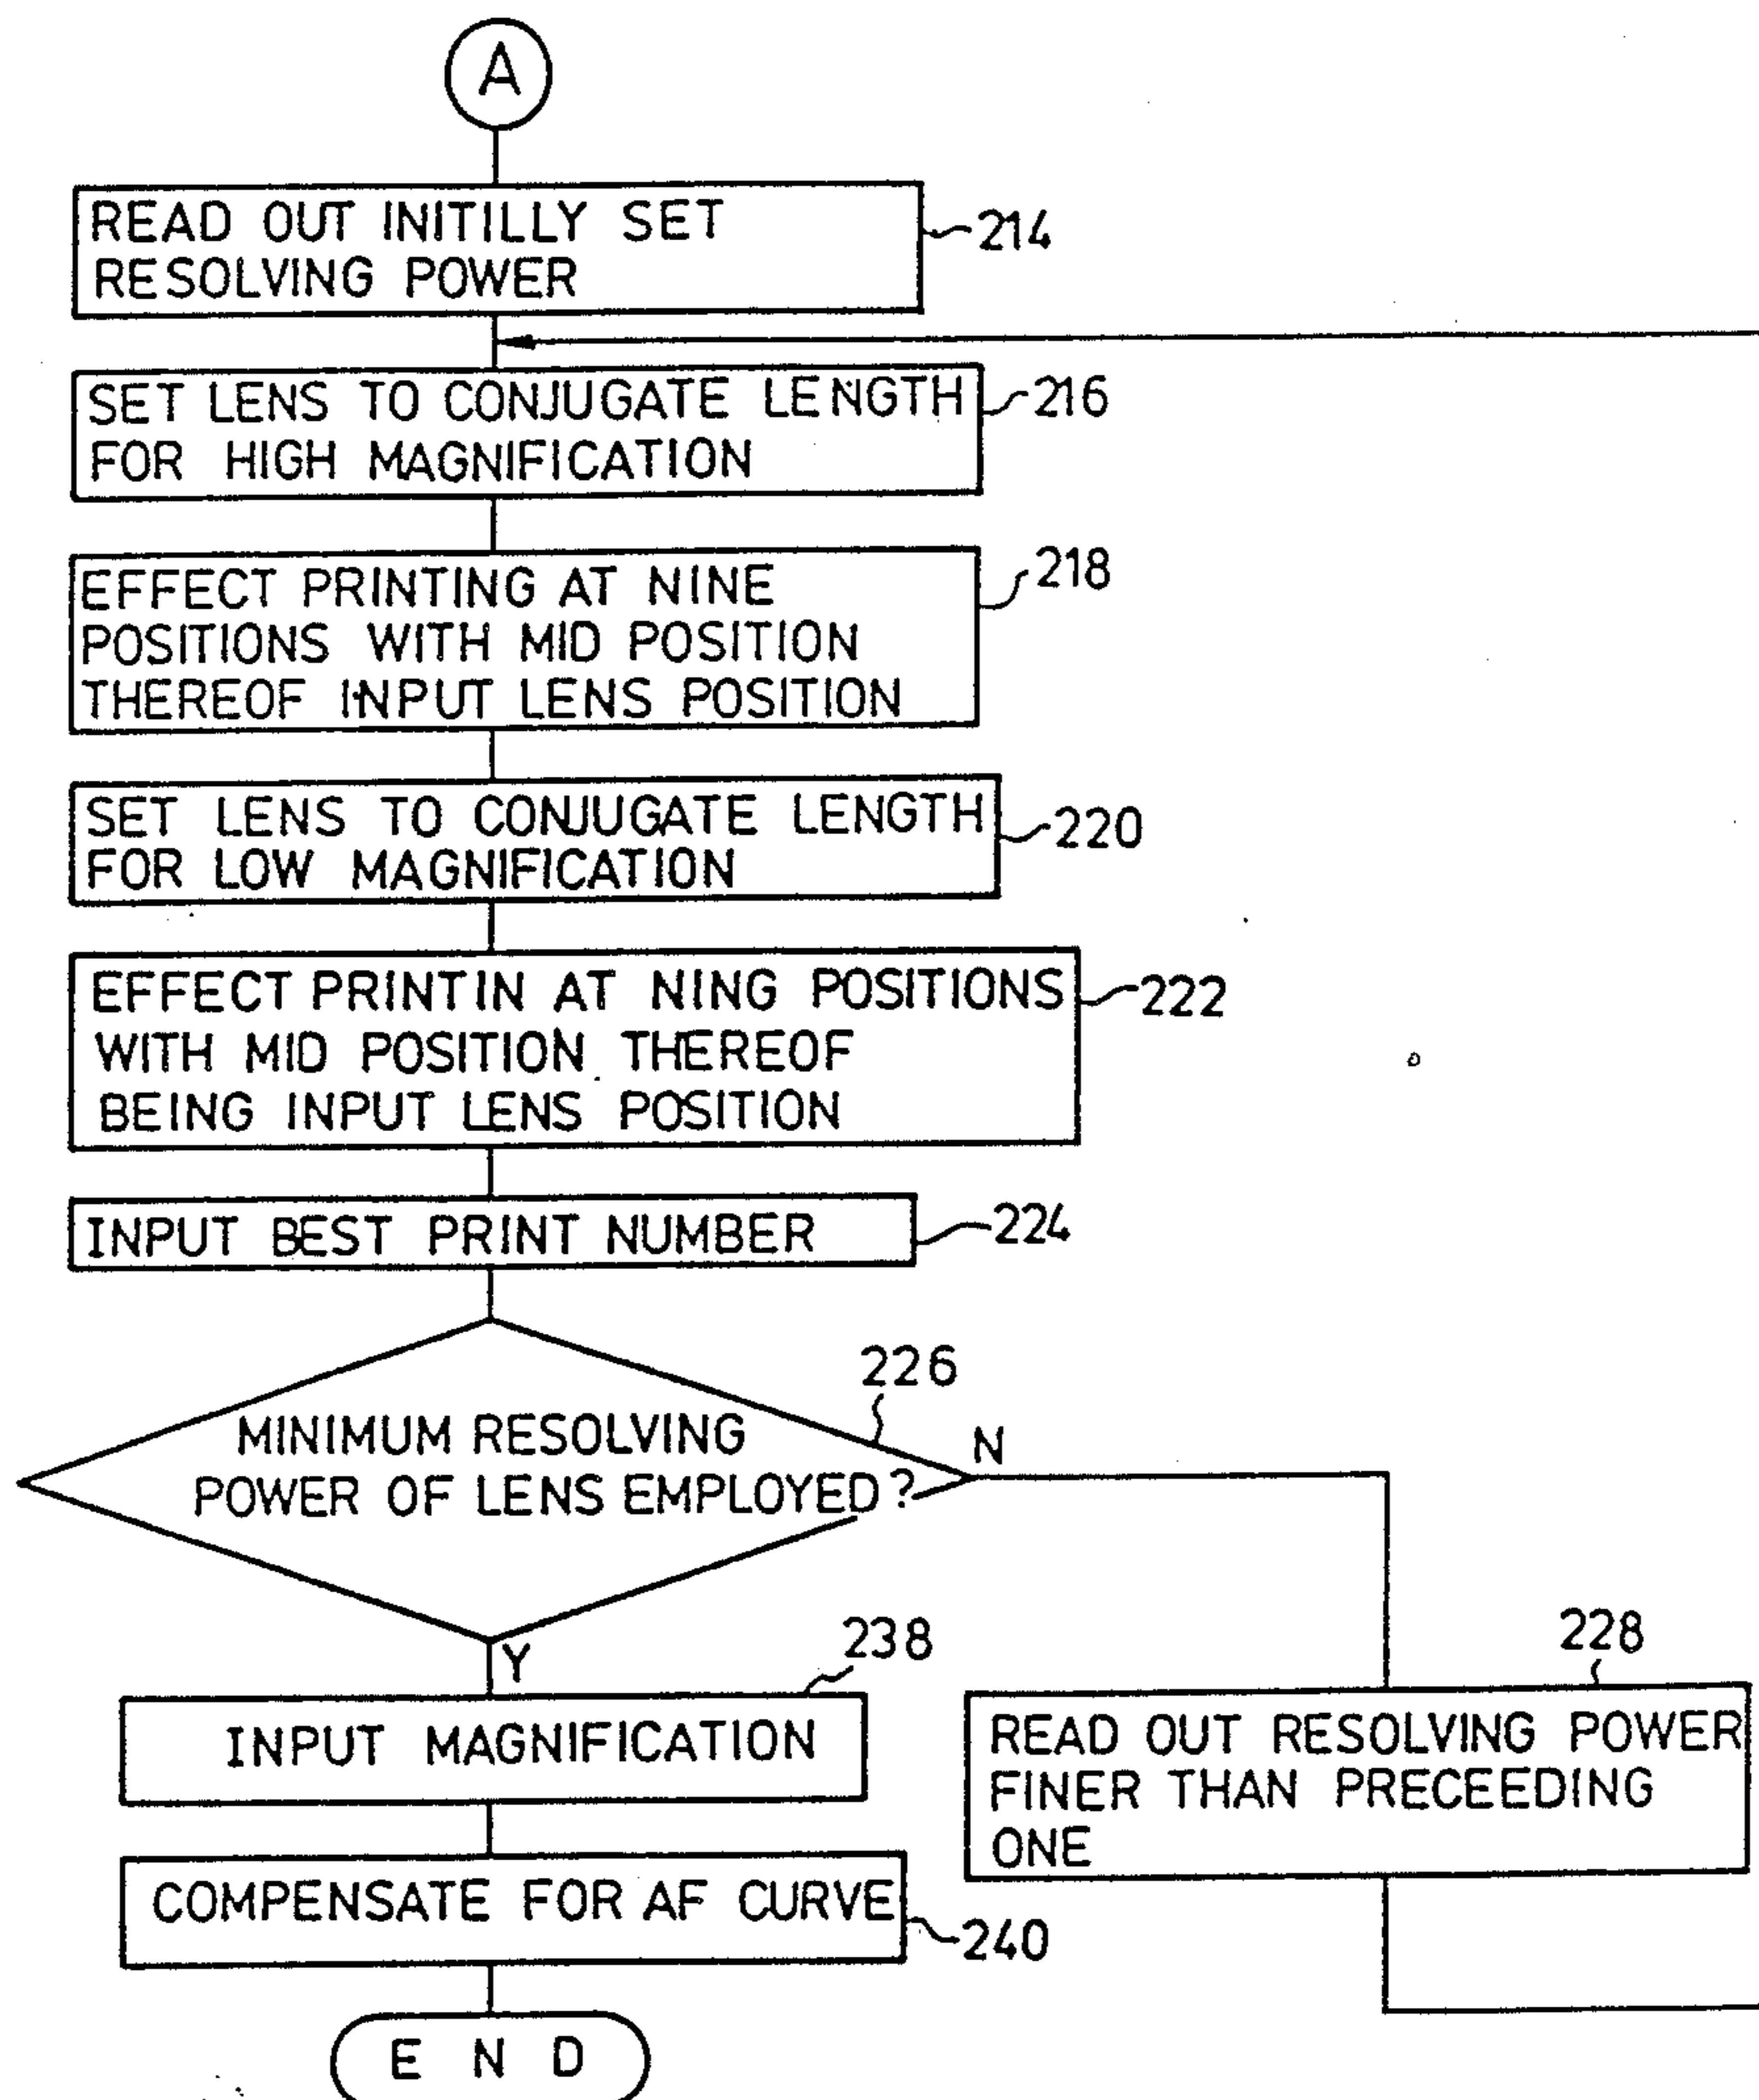 A
READ OUT INITILLY SET
RESOLVING POWER
214
SET LENS TO CONJUGATE LENGTH
FOR HIGH MAGNIFICATION
216
EFFECT PRINTING AT NINE
POSITIONS WITH MID POSITION
THEREOF INPUT LENS POSITION
218
SET LENS TO CONJUGATE LENGTH
FOR LOW MAGNIFICATION
220
EFFECT PRINTIN AT NING POSITIONS
WITH MID POSITION THEREOF
BEING INPUT LENS POSITION
222
INPUT BEST PRINT NUMBER
224
226
MINIMUM RESOLVING
POWER OF LENS EMPLOYED?
N
Y
238
INPUT MAGNIFICATION
228
READ OUT RESOLVING POWER
FINER THAN PRECEEDING
ONE
COMPENSATE FOR AF CURVE
240
END